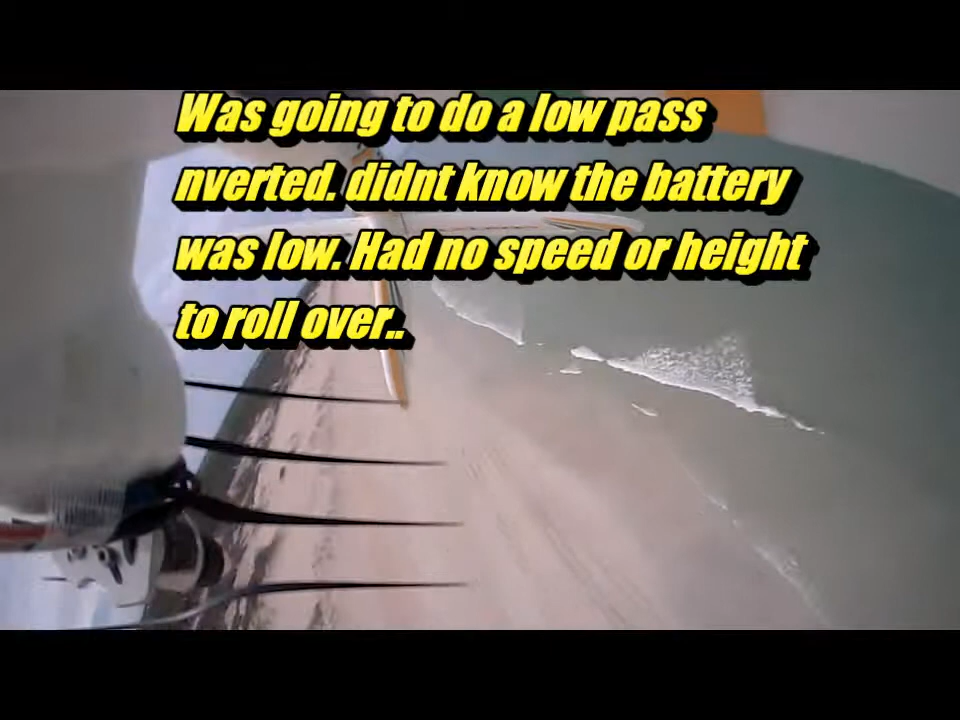 Was going to do a low pass
nverted. didnt know the battery
was low. Had no speed or height
to roll over..